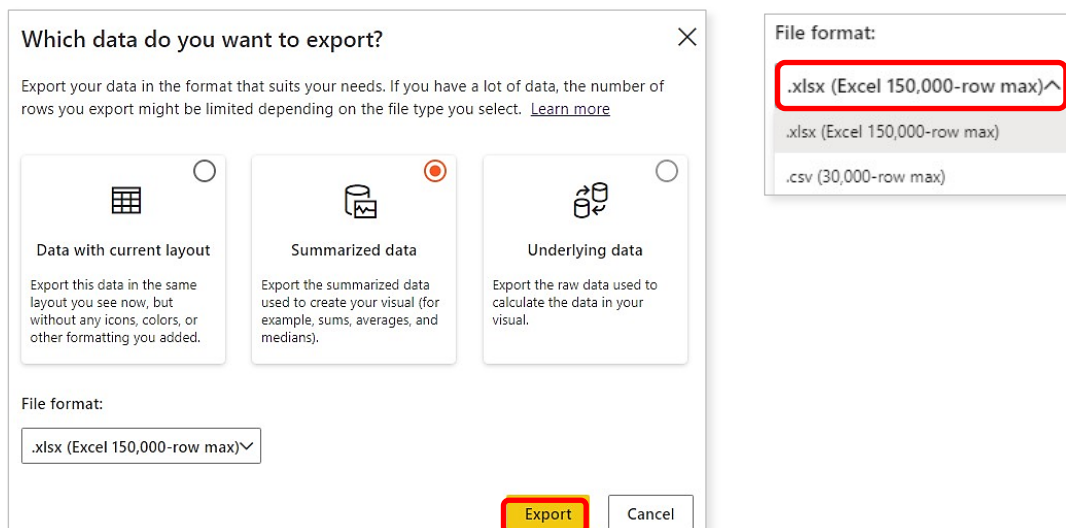 Which data do you want to export?
Export your data in the format that suits your needs. If you have a lot of data, the number of
rows you export might be limited depending on the file type you select. Learn more
Data with current layout
Export this data in the same
layout you see now, but
without any icons, colors, or
other formatting you added.
Summarized data
Export the summarized data
used to create your visual (for
example, sums, averages, and
medians).
Underlying data
Export the raw data used to
calculate the data in your
visual.
File format:
.xlsx (Excel 150,000-row max)
Export
Cancel
File format:
.xlsx (Excel 150,000-row max)
.xlsx (Excel 150,000-row max)
.csv (30,000-row max)